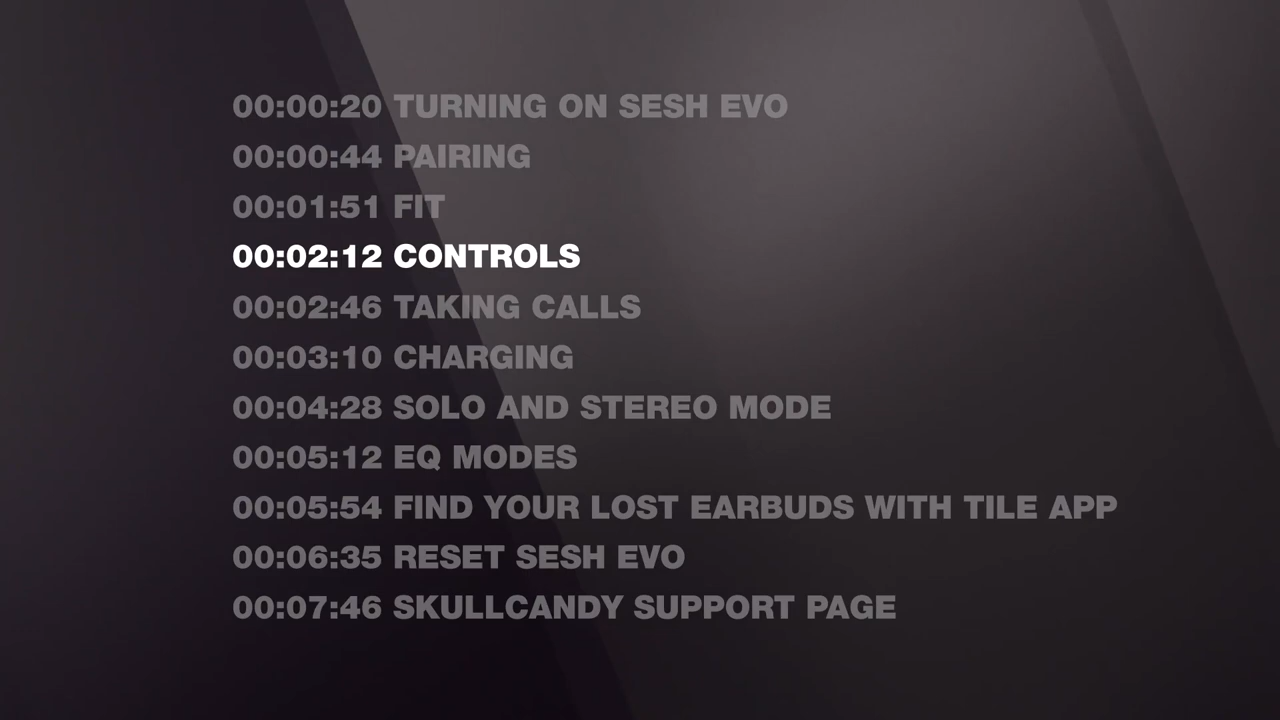 00:00:20 TURNING ON SESH EVO
00:00:44 PAIRING
00:01:51 FIT
00:02:12 CONTROLS
00:02:46 TAKING CALLS
00:03:10 CHARGING
00:04:28 SOLO AND STEREO MODE
00:05:12 EQ MODES
00:05:54 FIND YOUR LOST EARBUDS WITH TILE APP
00:06:35 RESET SESH EVO
00:07:46 SKULLCANDY SUPPORT PAGE